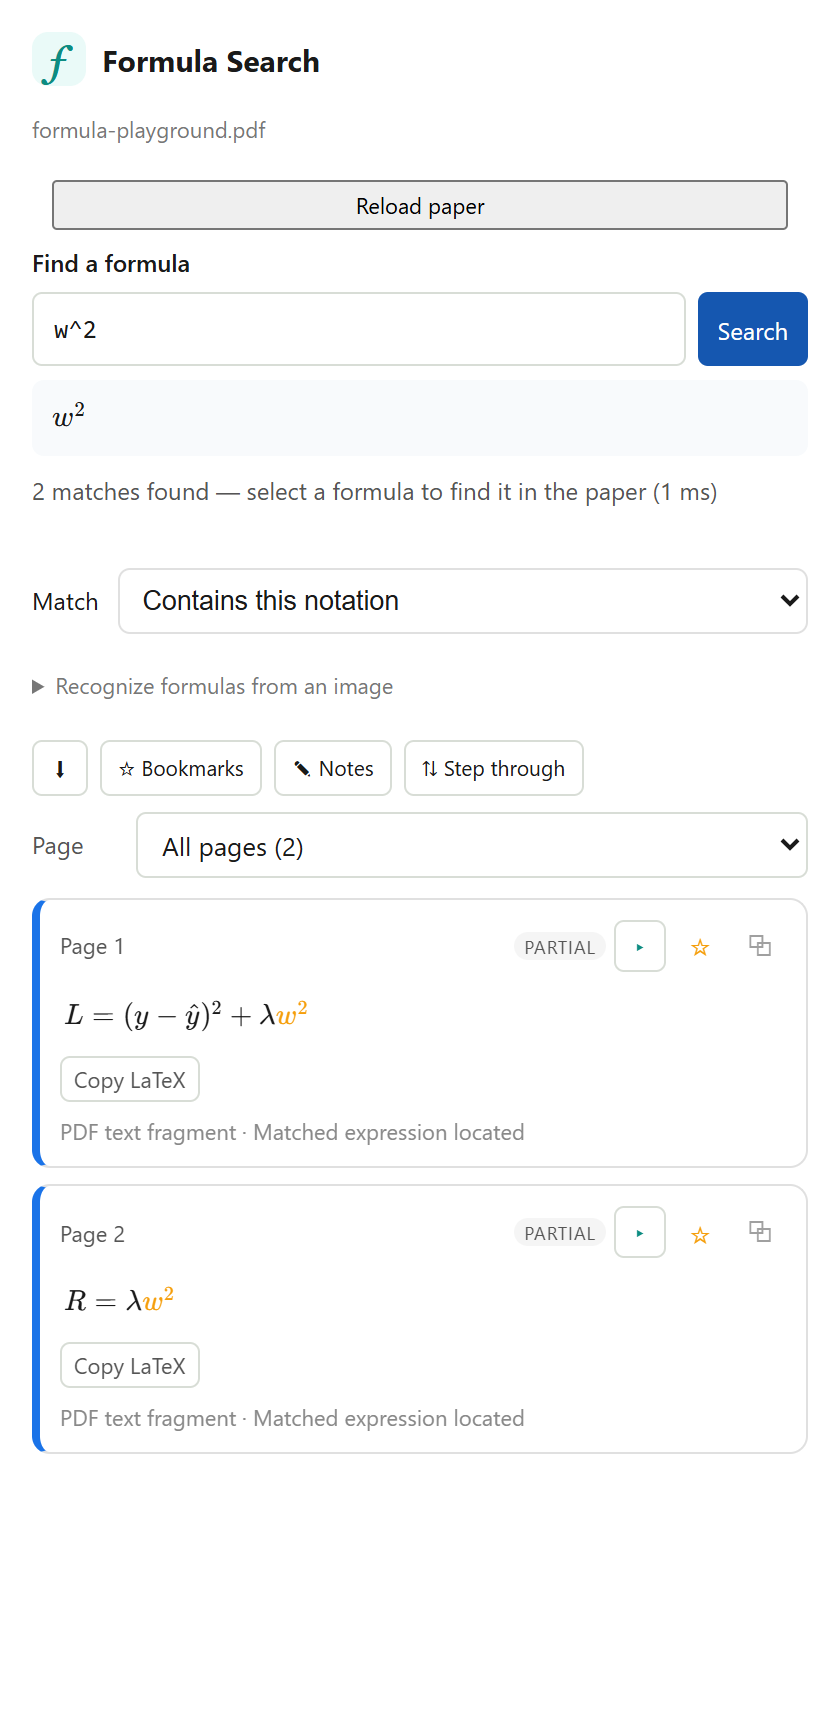 f Formula Search
formula-playground.pdf
Reload paper
Find a formula
w^2 Search
w²
2 matches found — select a formula to find it in the paper (1 ms)
Match Contains this notation
▶ Recognize formulas from an image
⬇ ☆ Bookmarks ✎ Notes ⇅ Step through
Page All pages (2)
Page 1 PARTIAL ▸ ☆
L = (y − ŷ)² + λw²
Copy LaTeX
PDF text fragment · Matched expression located
Page 2 PARTIAL ▸ ☆
R = λw²
Copy LaTeX
PDF text fragment · Matched expression located